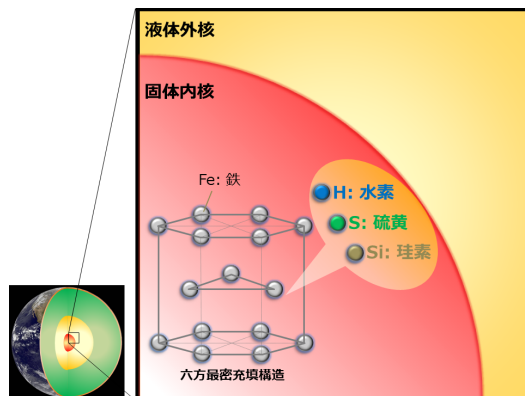 液体外核
固体内核
Fe: 鉄
H: 水素
S: 硫黄
Si: 珪素
六方最密充填構造